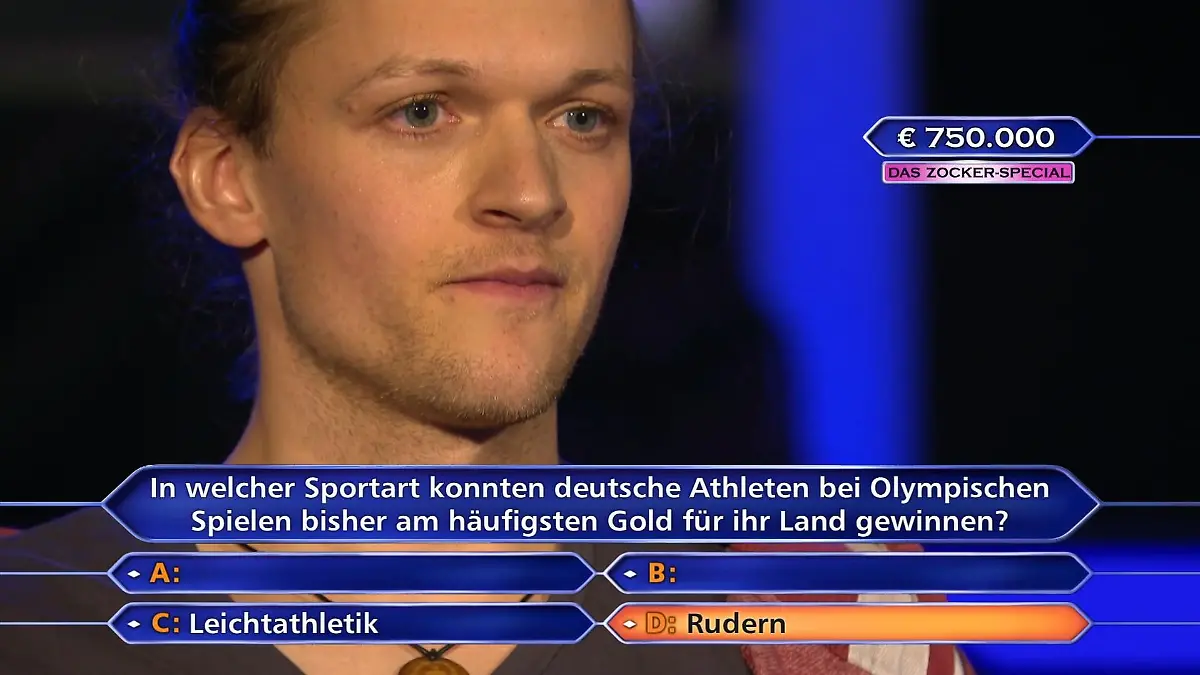 € 750.000
DAS ZOCKER-SPECIAL
In welcher Sportart konnten deutsche Athleten bei Olympischen
Spielen bisher am häufigsten Gold für ihr Land gewinnen?
A:
B:
C: Leichtathletik
D: Rudern